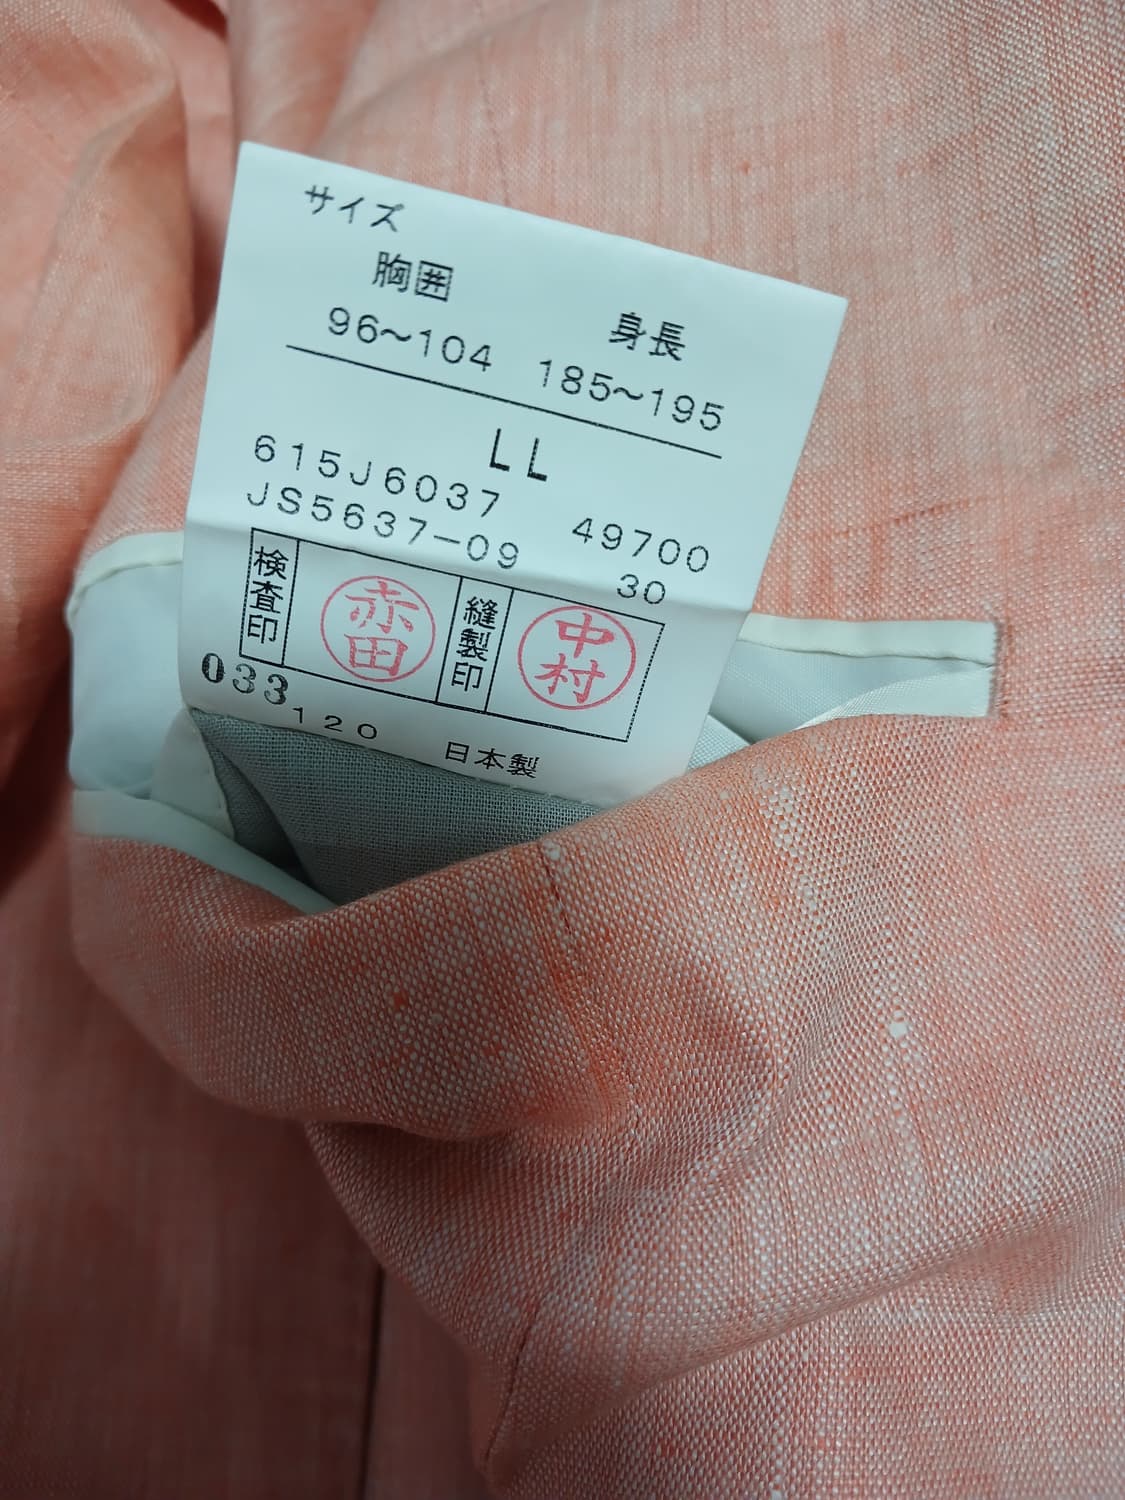 サイズ
胸囲 身長
96〜104 185〜195
LL
615J6037 49700
JS5637-09 30
検査印 赤田 縫製印 中村
033 120 日本製